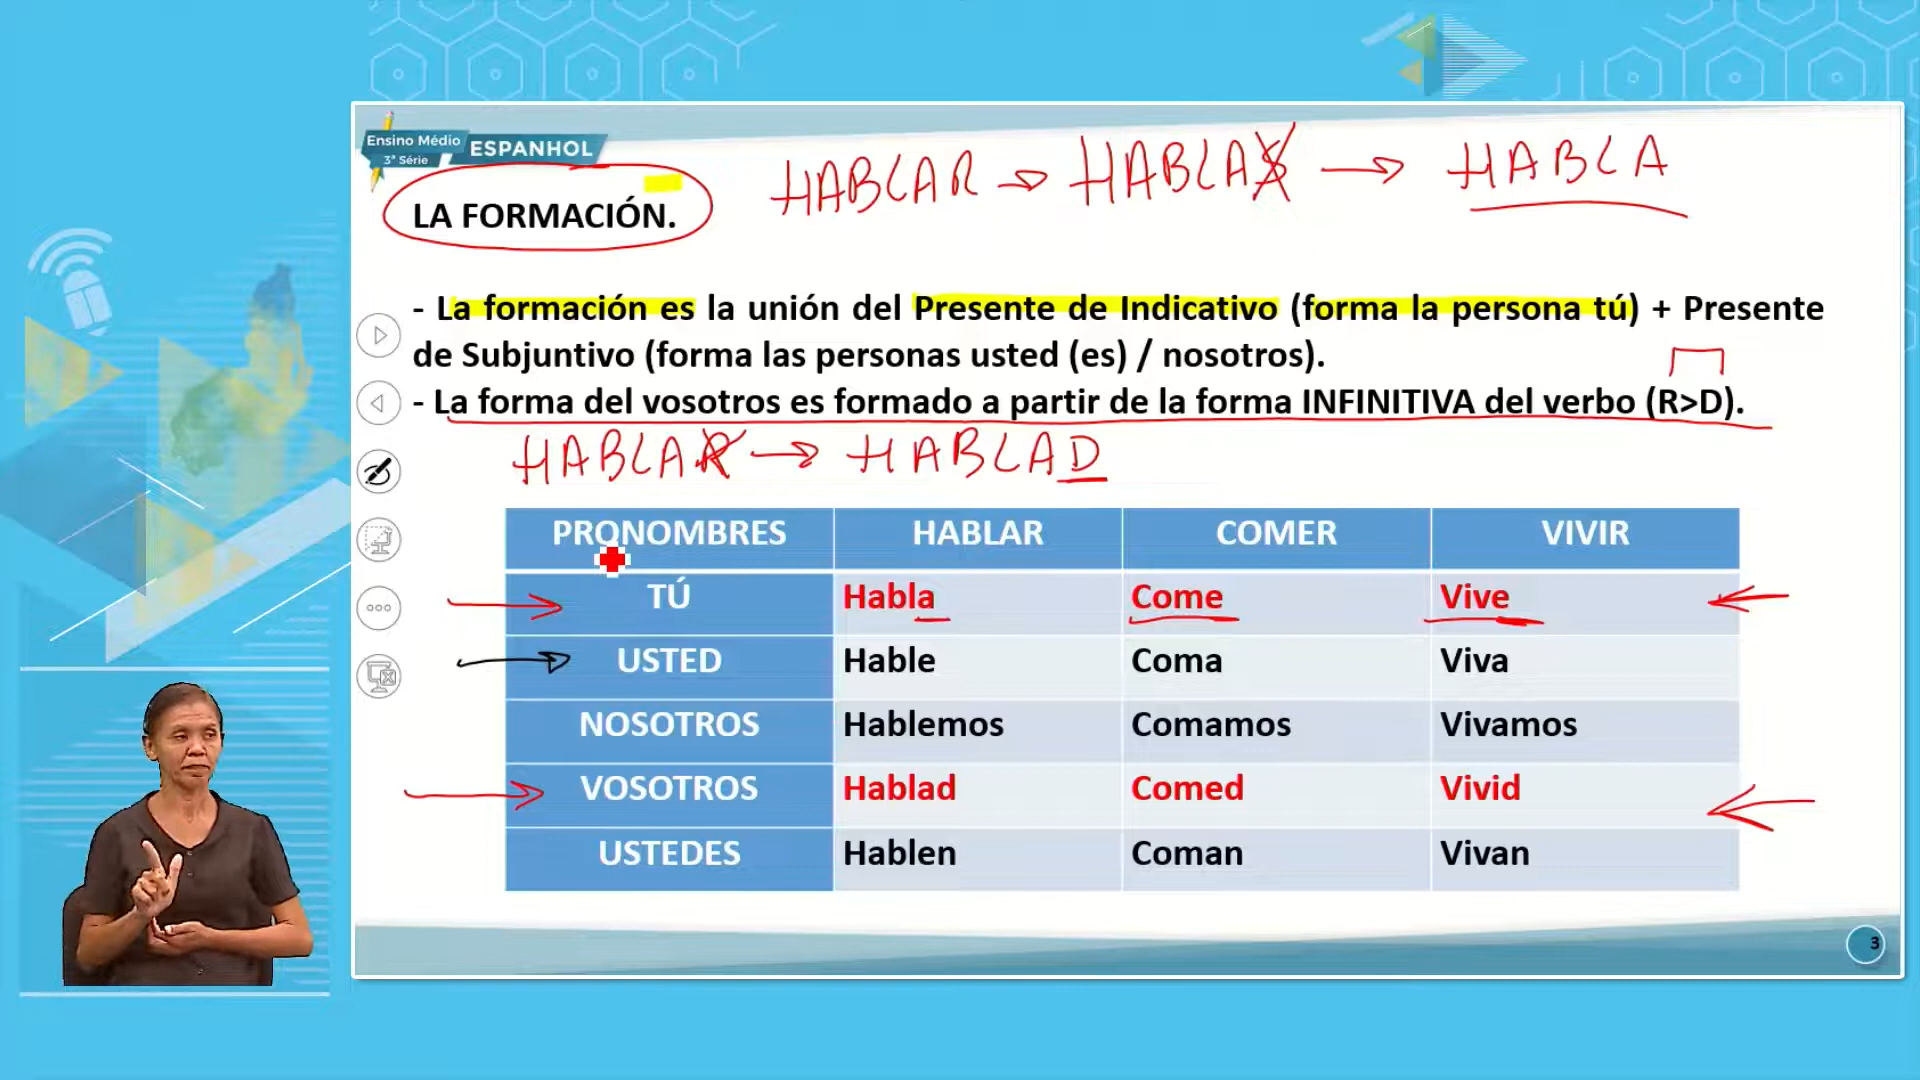 Ensino Médio
3ª Série
ESPANHOL
HABLAR → HABLAS → HABLA
LA FORMACIÓN.
- La formación es la unión del Presente de Indicativo (forma la persona tú) + Presente
de Subjuntivo (forma las personas usted (es) / nosotros).
- La forma del vosotros es formado a partir de la forma INFINITIVA del verbo (R>D).
HABLAR → HABLAD
PRONOMBRES HABLAR COMER VIVIR
TÚ Habla Come Vive
USTED Hable Coma Viva
NOSOTROS Hablemos Comamos Vivamos
VOSOTROS Hablad Comed Vivid
USTEDES Hablen Coman Vivan
3